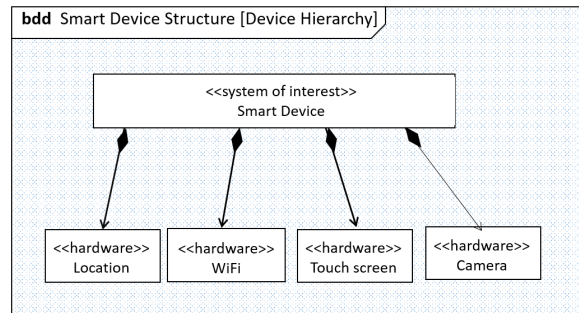 bdd Smart Device Structure [Device Hierarchy]
<<system of interest>>
Smart Device
<<hardware>>
Location
<<hardware>>
WiFi
<<hardware>>
Touch screen
<<hardware>>
Camera